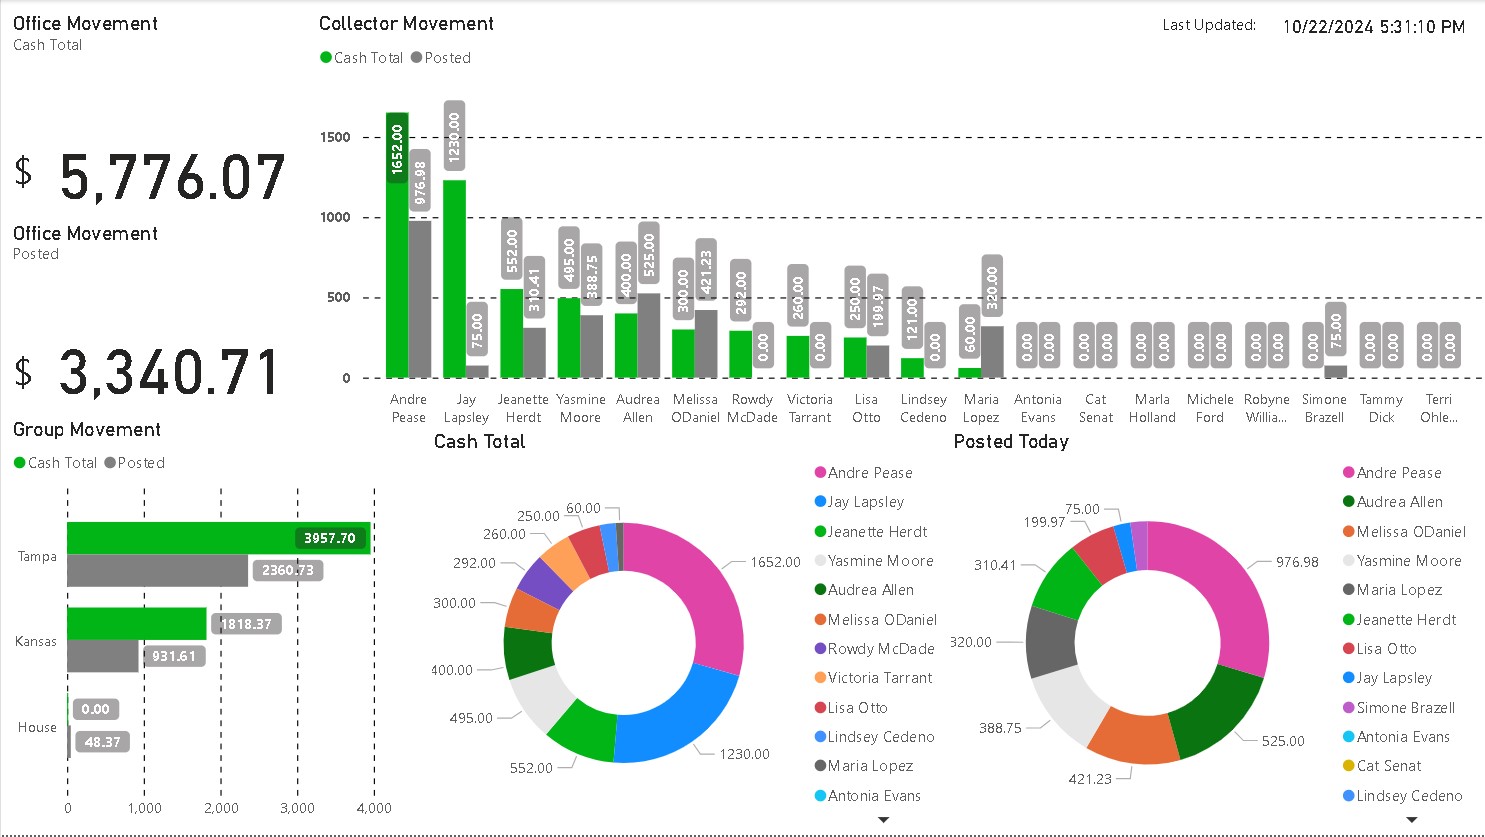 Office Movement
Cash Total
$ 5,776.07
Office Movement
Posted
$ 3,340.71
Collector Movement
Cash Total Posted
Last Updated: 10/22/2024 5:31:10 PM
1500
1000
500
0
1652.00
976.98
1230.00
75.00
552.00
310.41
495.00
388.75
400.00
525.00
300.00
421.23
292.00
0.00
260.00
0.00
250.00
199.97
121.00
0.00
60.00
320.00
0.00
0.00
0.00
0.00
0.00
0.00
0.00
0.00
0.00
0.00
0.00
75.00
0.00
0.00
0.00
0.00
Andre Pease
Jay Lapsley
Jeanette Herdt
Yasmine Moore
Audrea Allen
Melissa ODaniel
Rowdy McDade
Victoria Tarrant
Lisa Otto
Lindsey Cedeno
Maria Lopez
Antonia Evans
Cat Senat
Marla Holland
Michele Ford
Robyne Willia...
Simone Brazell
Tammy Dick
Terri Ohle...
Group Movement
Cash Total Posted
Tampa
3957.70
2360.73
Kansas
1818.37
931.61
House
0.00
48.37
0 1,000 2,000 3,000 4,000
Cash Total
60.00
250.00
260.00
292.00
300.00
400.00
495.00
552.00
1230.00
1652.00
Andre Pease
Jay Lapsley
Jeanette Herdt
Yasmine Moore
Audrea Allen
Melissa ODaniel
Rowdy McDade
Victoria Tarrant
Lisa Otto
Lindsey Cedeno
Maria Lopez
Antonia Evans
Posted Today
75.00
199.97
310.41
320.00
388.75
421.23
525.00
976.98
Andre Pease
Audrea Allen
Melissa ODaniel
Yasmine Moore
Maria Lopez
Jeanette Herdt
Lisa Otto
Jay Lapsley
Simone Brazell
Antonia Evans
Cat Senat
Lindsey Cedeno